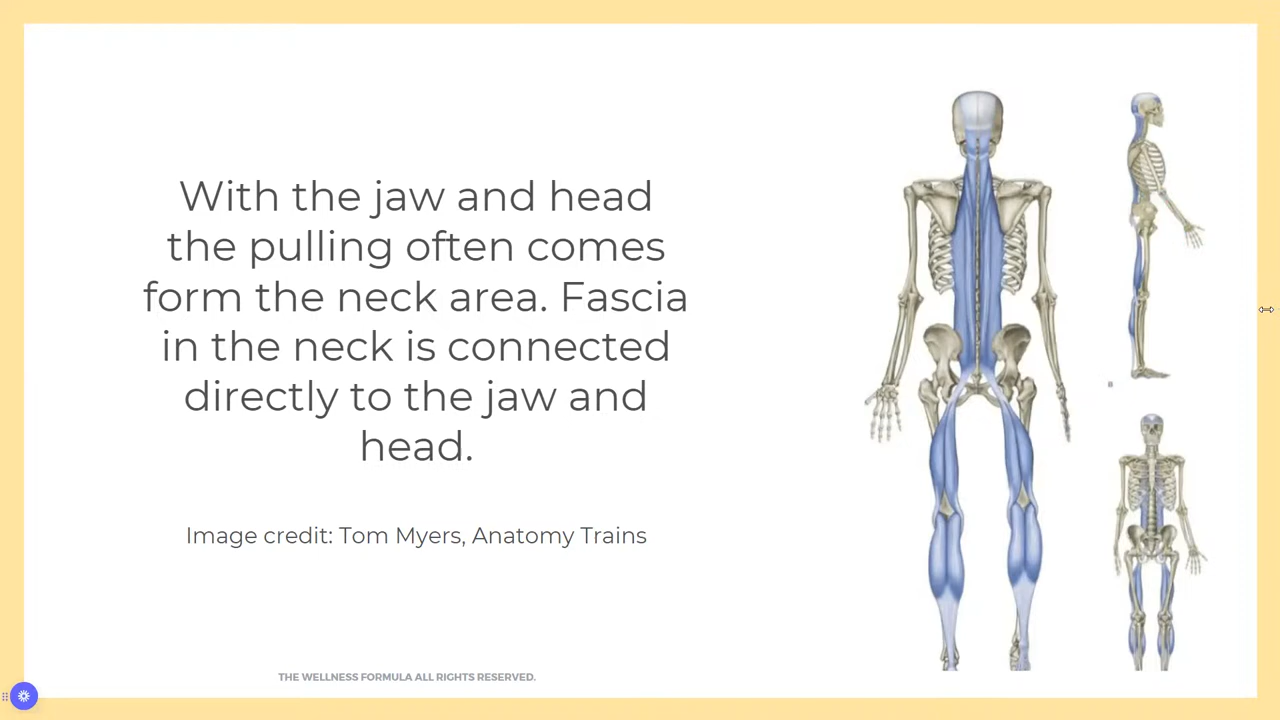 With the jaw and head
the pulling often comes
form the neck area. Fascia
in the neck is connected
directly to the jaw and
head.
Image credit: Tom Myers, Anatomy Trains
THE WELLNESS FORMULA ALL RIGHTS RESERVED.